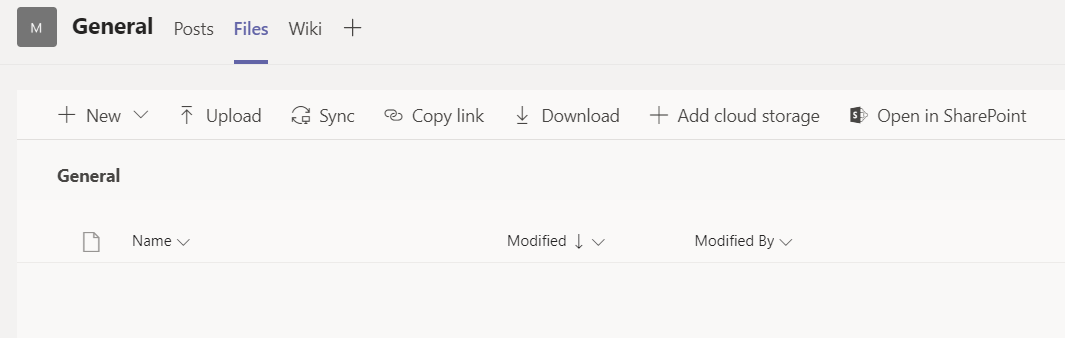 M General Posts Files Wiki
New Upload Sync Copy link Download Add cloud storage S Open in SharePoint
General
Name Modified Modified By